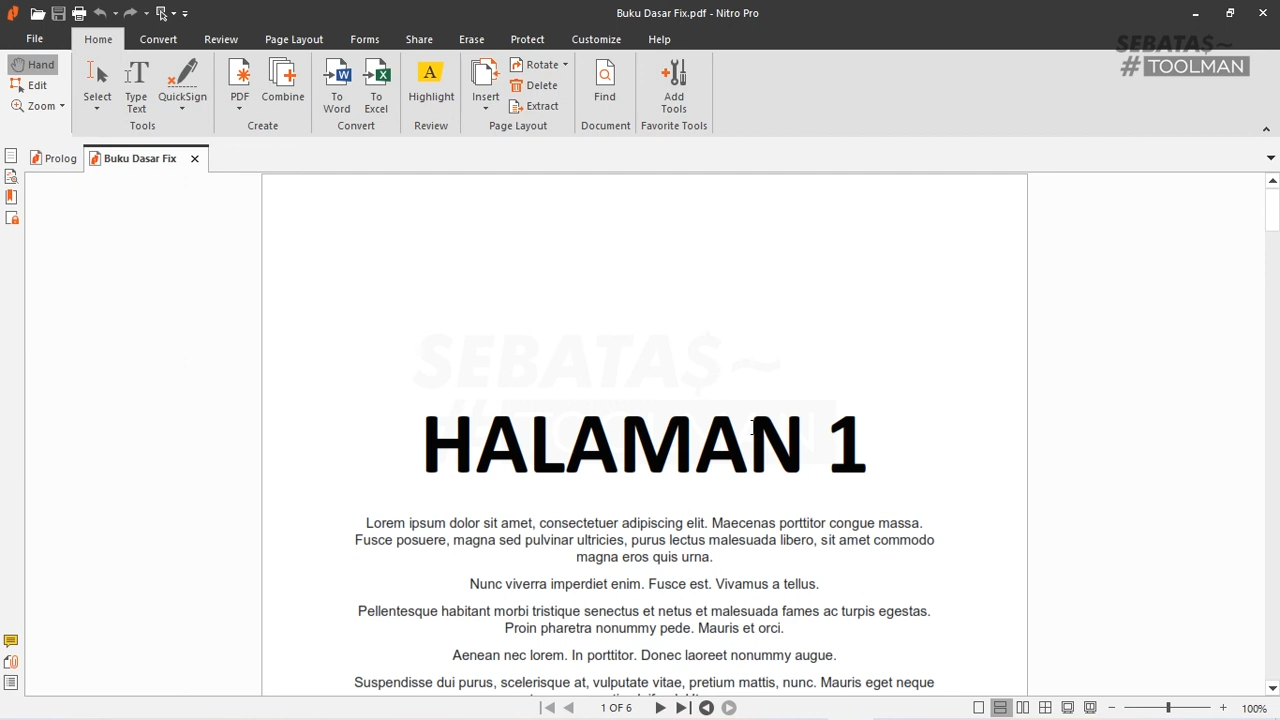 Buku Dasar Fix.pdf - Nitro Pro
File Home Convert Review Page Layout Forms Share Erase Protect Customize Help
SEBATA$~
# TOOLMAN
Hand
Edit
Zoom
Select
Type Text
QuickSign
Tools
PDF
Combine
Create
To Word
To Excel
Convert
Highlight
Review
Insert
Rotate
Delete
Extract
Page Layout
Find
Document
Add Tools
Favorite Tools
Prolog
Buku Dasar Fix
SEBATA$~
HALAMAN 1
Lorem ipsum dolor sit amet, consectetuer adipiscing elit. Maecenas porttitor congue massa.
Fusce posuere, magna sed pulvinar ultricies, purus lectus malesuada libero, sit amet commodo
magna eros quis urna.
Nunc viverra imperdiet enim. Fusce est. Vivamus a tellus.
Pellentesque habitant morbi tristique senectus et netus et malesuada fames ac turpis egestas.
Proin pharetra nonummy pede. Mauris et orci.
Aenean nec lorem. In porttitor. Donec laoreet nonummy augue.
Suspendisse dui purus, scelerisque at, vulputate vitae, pretium mattis, nunc. Mauris eget neque
1 OF 6
100%